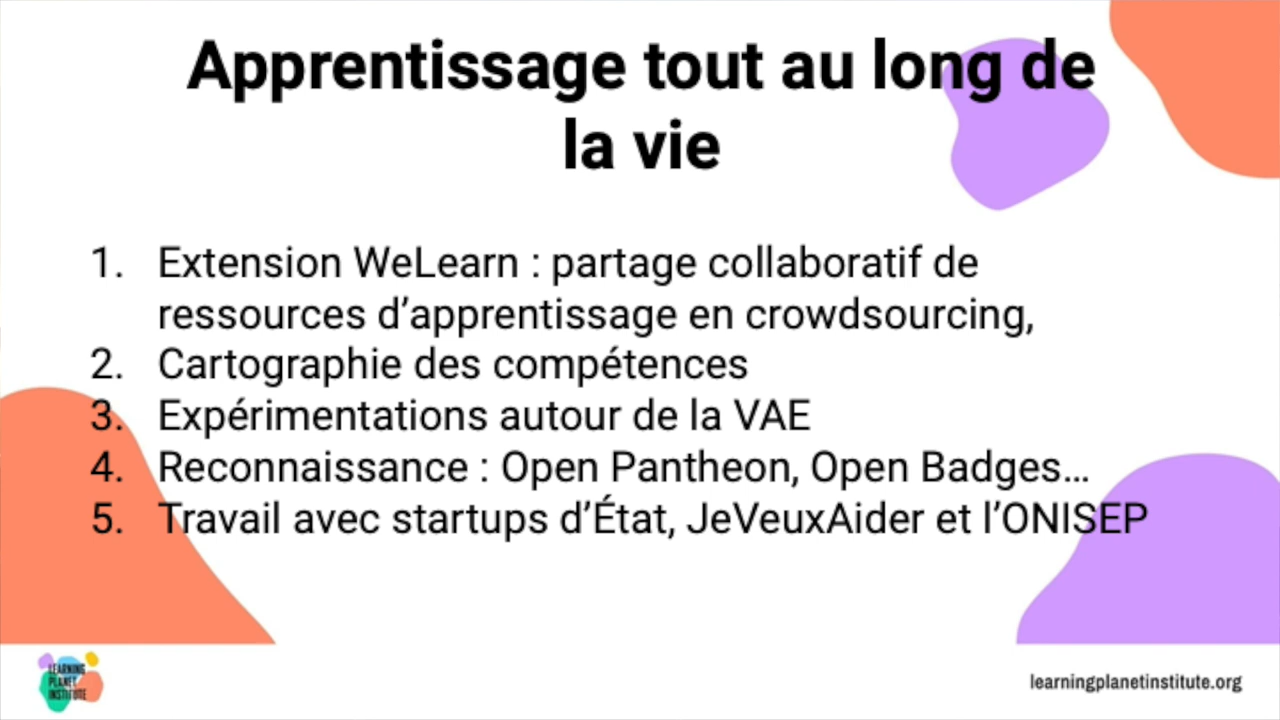 Apprentissage tout au long de
la vie
1. Extension WeLearn : partage collaboratif de
ressources d’apprentissage en crowdsourcing,
2. Cartographie des compétences
3. Expérimentations autour de la VAE
4. Reconnaissance : Open Pantheon, Open Badges…
5. Travail avec startups d’État, JeVeuxAider et l’ONISEP
LEARNING
PLANET
INSTITUTE
learningplanetinstitute.org